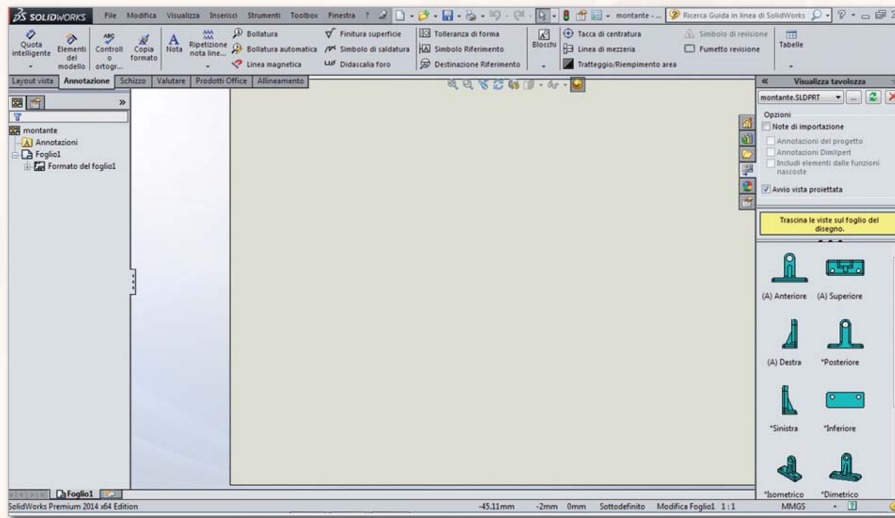 SOLIDWORKS File Modifica Visualizza Inserisci Strumenti Toolbox Finestra ? montante -... Ricerca Guida in linea di SolidWorks
Quota intelligente
Elementi del modello
Controll o ortogr...
Copia formato
Nota
Ripetizione nota line...
Bollatura
Bollatura automatica
Linea magnetica
Finitura superficie
Simbolo di saldatura
Didascalia foro
Tolleranza di forma
Simbolo Riferimento
Destinazione Riferimento
Blocchi
Tacca di centratura
Linea di mezzeria
Tratteggio/Riempimento area
Simbolo di revisione
Fumetto revisione
Tabelle
Layout vista Annotazione Schizzo Valutare Prodotti Office Allineamento
montante
Annotazioni
Foglio1
Formato del foglio1
Visualizza tavolozza
montante.SLDPRT
Opzioni
Note di importazione
Annotazioni del progetto
Annotazioni DimXpert
Includi elementi dalle funzioni
nascoste
Avvio vista proiettata
Trascina le viste sul foglio del
disegno.
(A) Anteriore (A) Superiore
(A) Destra *Posteriore
*Sinistra *Inferiore
*Isometrico *Dimetrico
Foglio1
SolidWorks Premium 2014 x64 Edition -45.11mm -2mm 0mm Sottodefinito Modifica Foglio1 1 : 1 MMGS